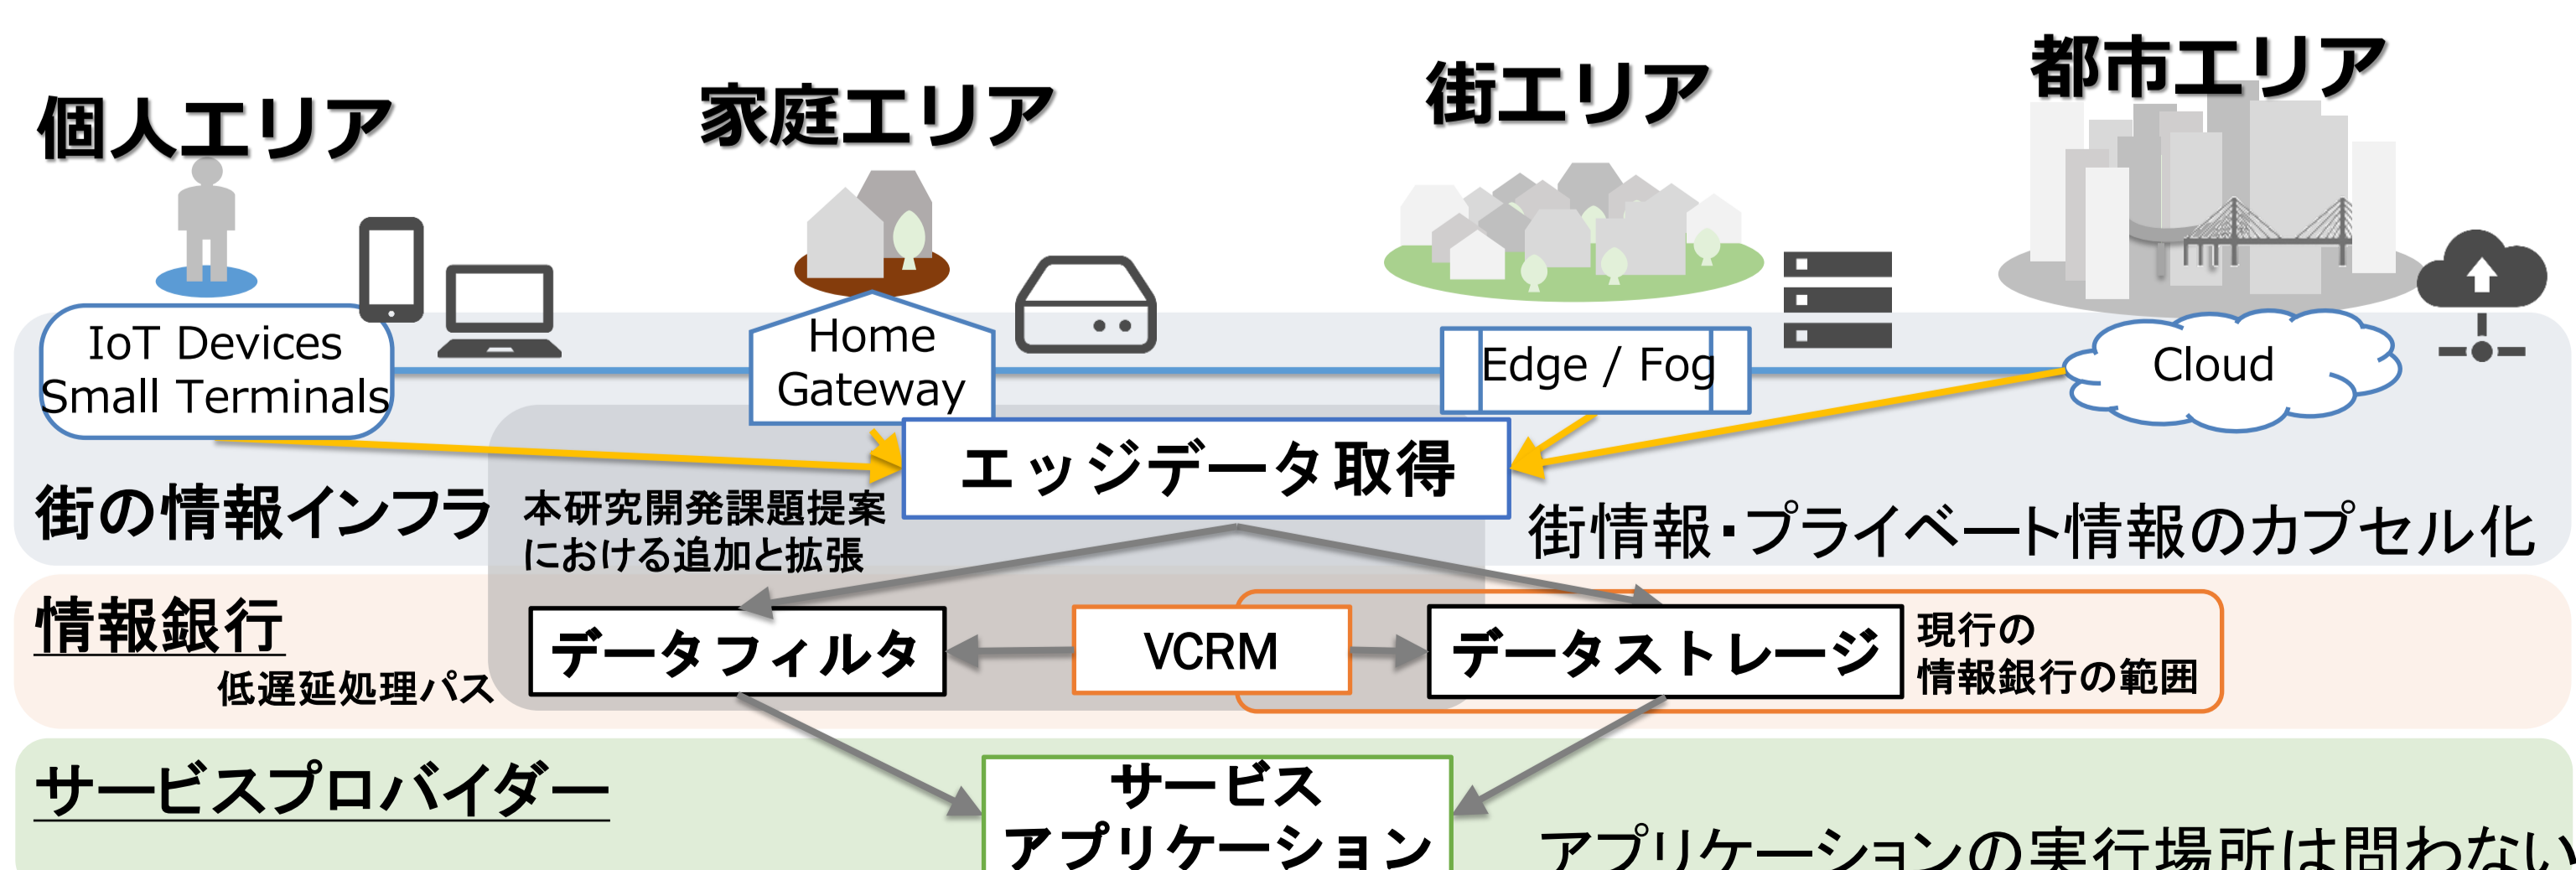 個人エリア
家庭エリア
街エリア
都市エリア
IoT Devices
Small Terminals
Home
Gateway
Edge / Fog
Cloud
エッジデータ取得
街の情報インフラ
本研究開発課題提案
における追加と拡張
街情報・プライベート情報のカプセル化
情報銀行
低遅延処理パス
データフィルタ
VCRM
データストレージ
現行の
情報銀行の範囲
サービスプロバイダー
サービス
アプリケーション
アプリケーションの実行場所は問わない